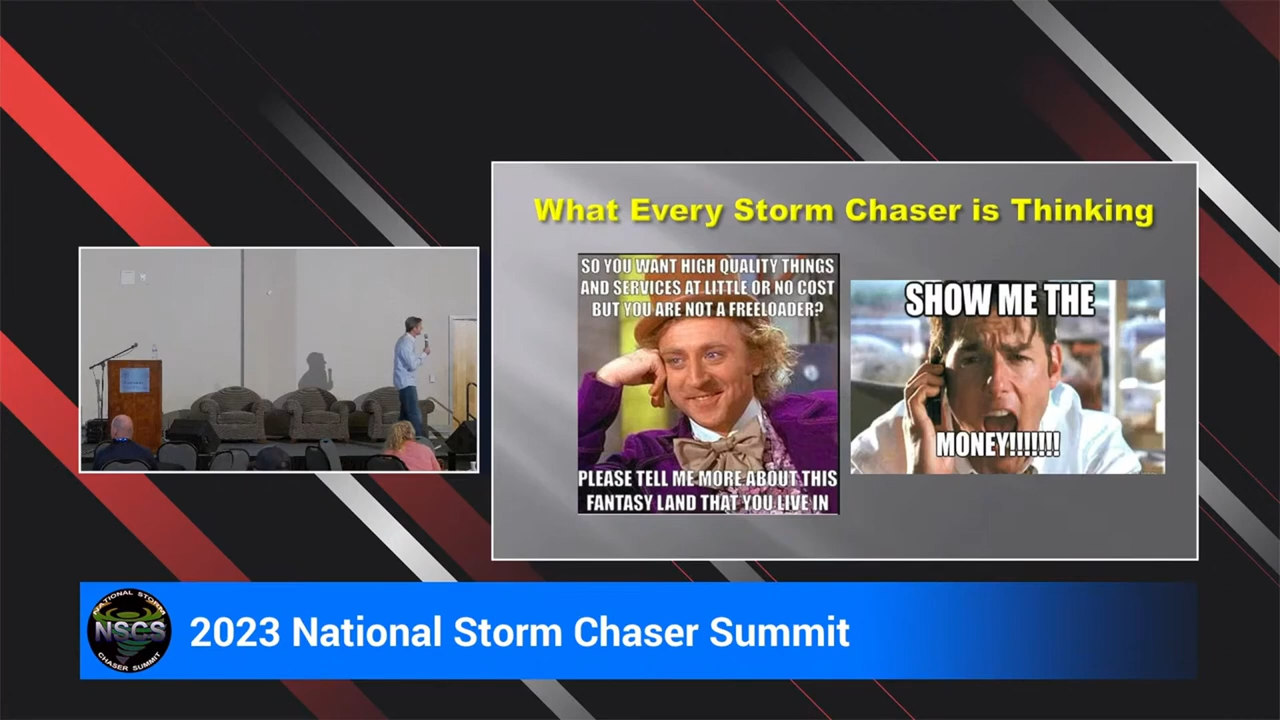 What Every Storm Chaser is Thinking
SO YOU WANT HIGH QUALITY THINGS
AND SERVICES AT LITTLE OR NO COST
BUT YOU ARE NOT A FREELOADER?
PLEASE TELL ME MORE ABOUT THIS
FANTASY LAND THAT YOU LIVE IN
SHOW ME THE
MONEY!!!!!!!
NATIONAL STORM
NSCS
CHASER SUMMIT
2023 National Storm Chaser Summit